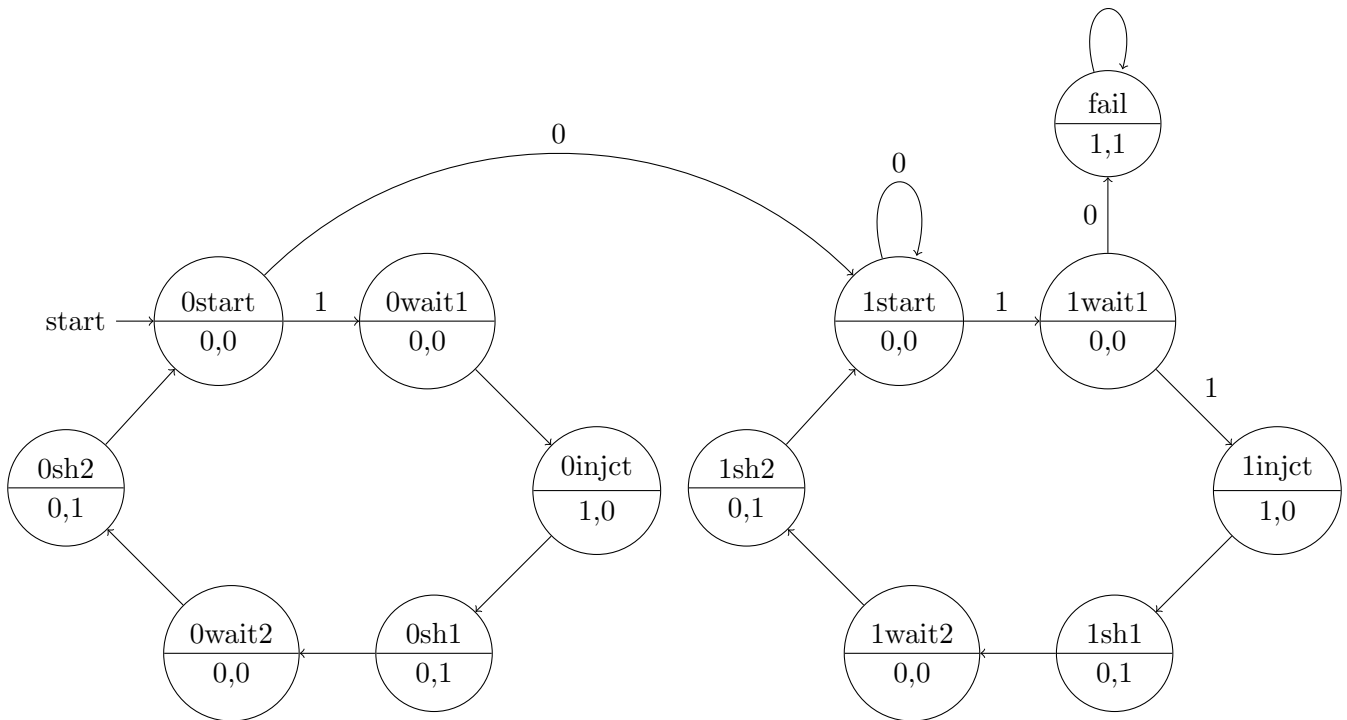 fail
1,1
0
0
0
start
0start
0,0
1
0wait1
0,0
1start
0,0
1
1wait1
0,0
1
0sh2
0,1
0injct
1,0
1sh2
0,1
1injct
1,0
0wait2
0,0
0sh1
0,1
1wait2
0,0
1sh1
0,1